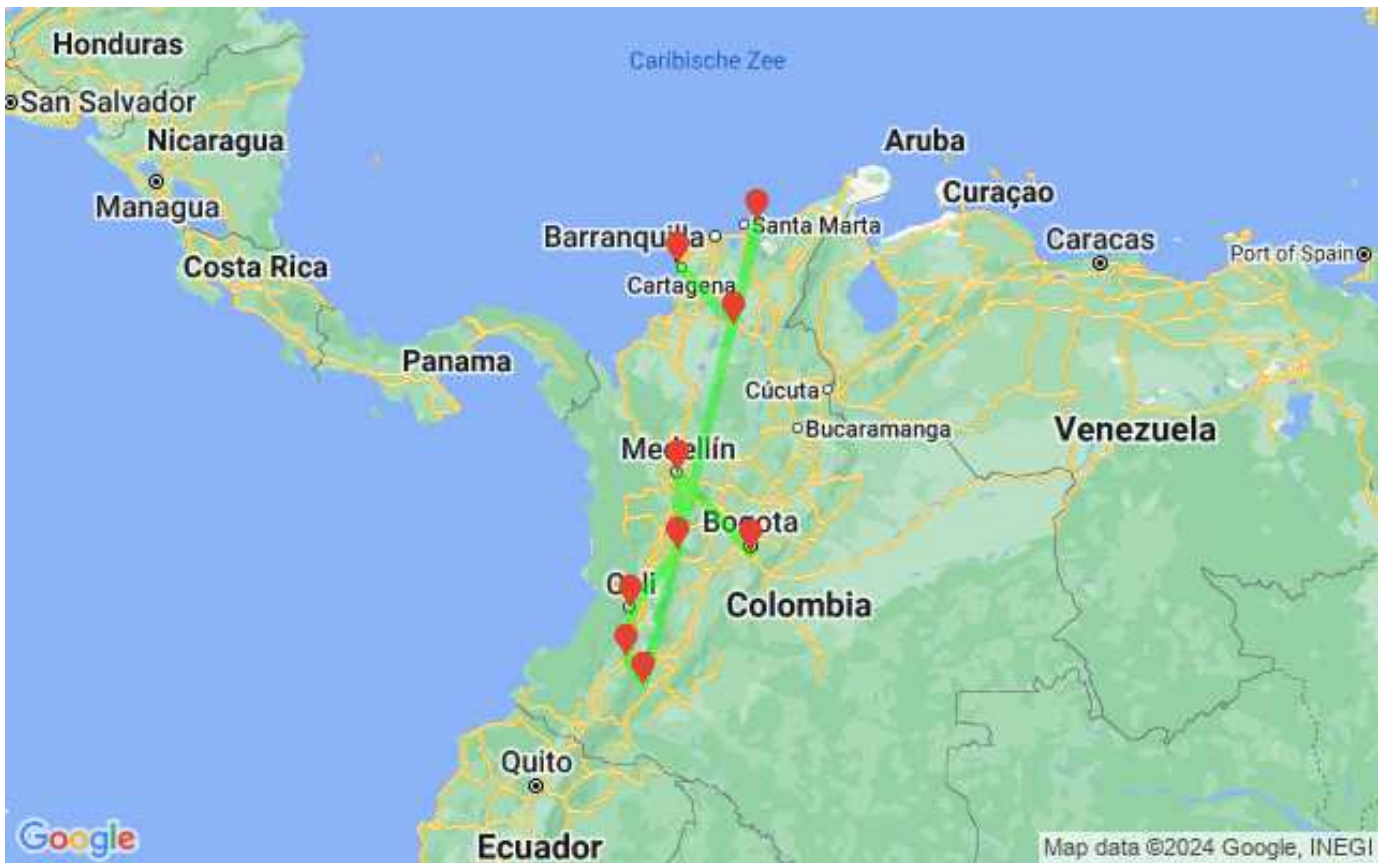 Honduras
Caribische Zee
San Salvador
Nicaragua
Aruba
Managua
Curaçao
Santa Marta
Barranquilla
Caracas
Port of Spain
Costa Rica
Cartagena
Panama
Cúcuta
Bucaramanga
Venezuela
Medellín
Bogota
Cali
Colombia
Quito
Ecuador
Google
Map data ©2024 Google, INEGI